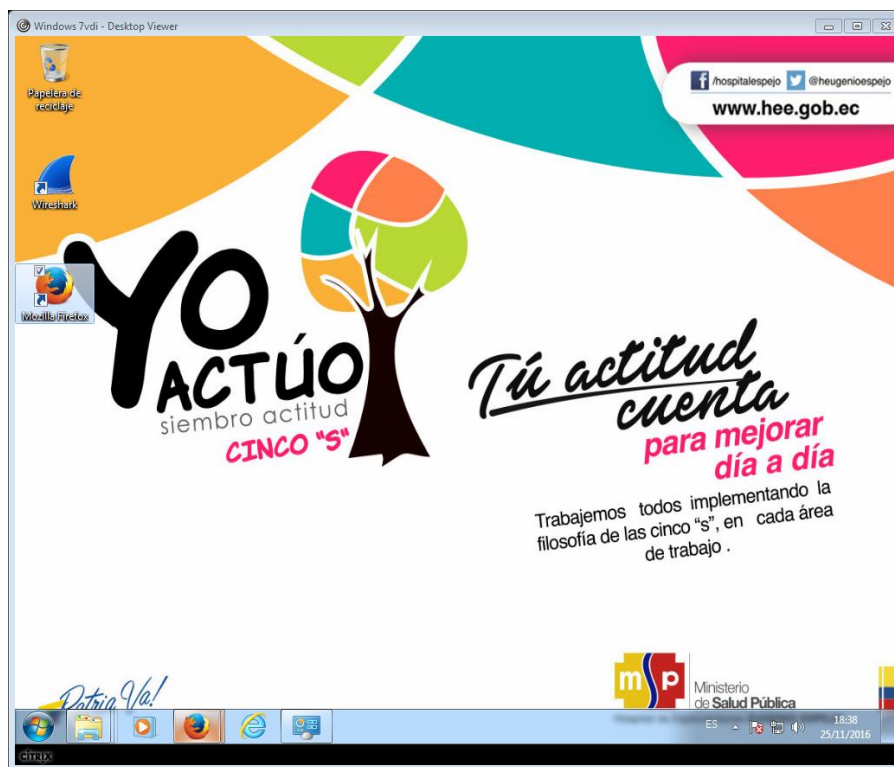 Windows 7vdi - Desktop Viewer
Papelera de
reciclaje
/hospitalespejo @heugenioespejo
www.hee.gob.ec
Wireshark
Mozilla Firefox
YO
ACTÚO
siembro actitud
CINCO "S"
Tú actitud
cuenta
para mejorar
día a día
Trabajemos todos implementando la
filosofía de las cinco “s”, en cada área
de trabajo .
Patria Va!
msp
Ministerio
de Salud Pública
ES
18:38
25/11/2016
CITRIX